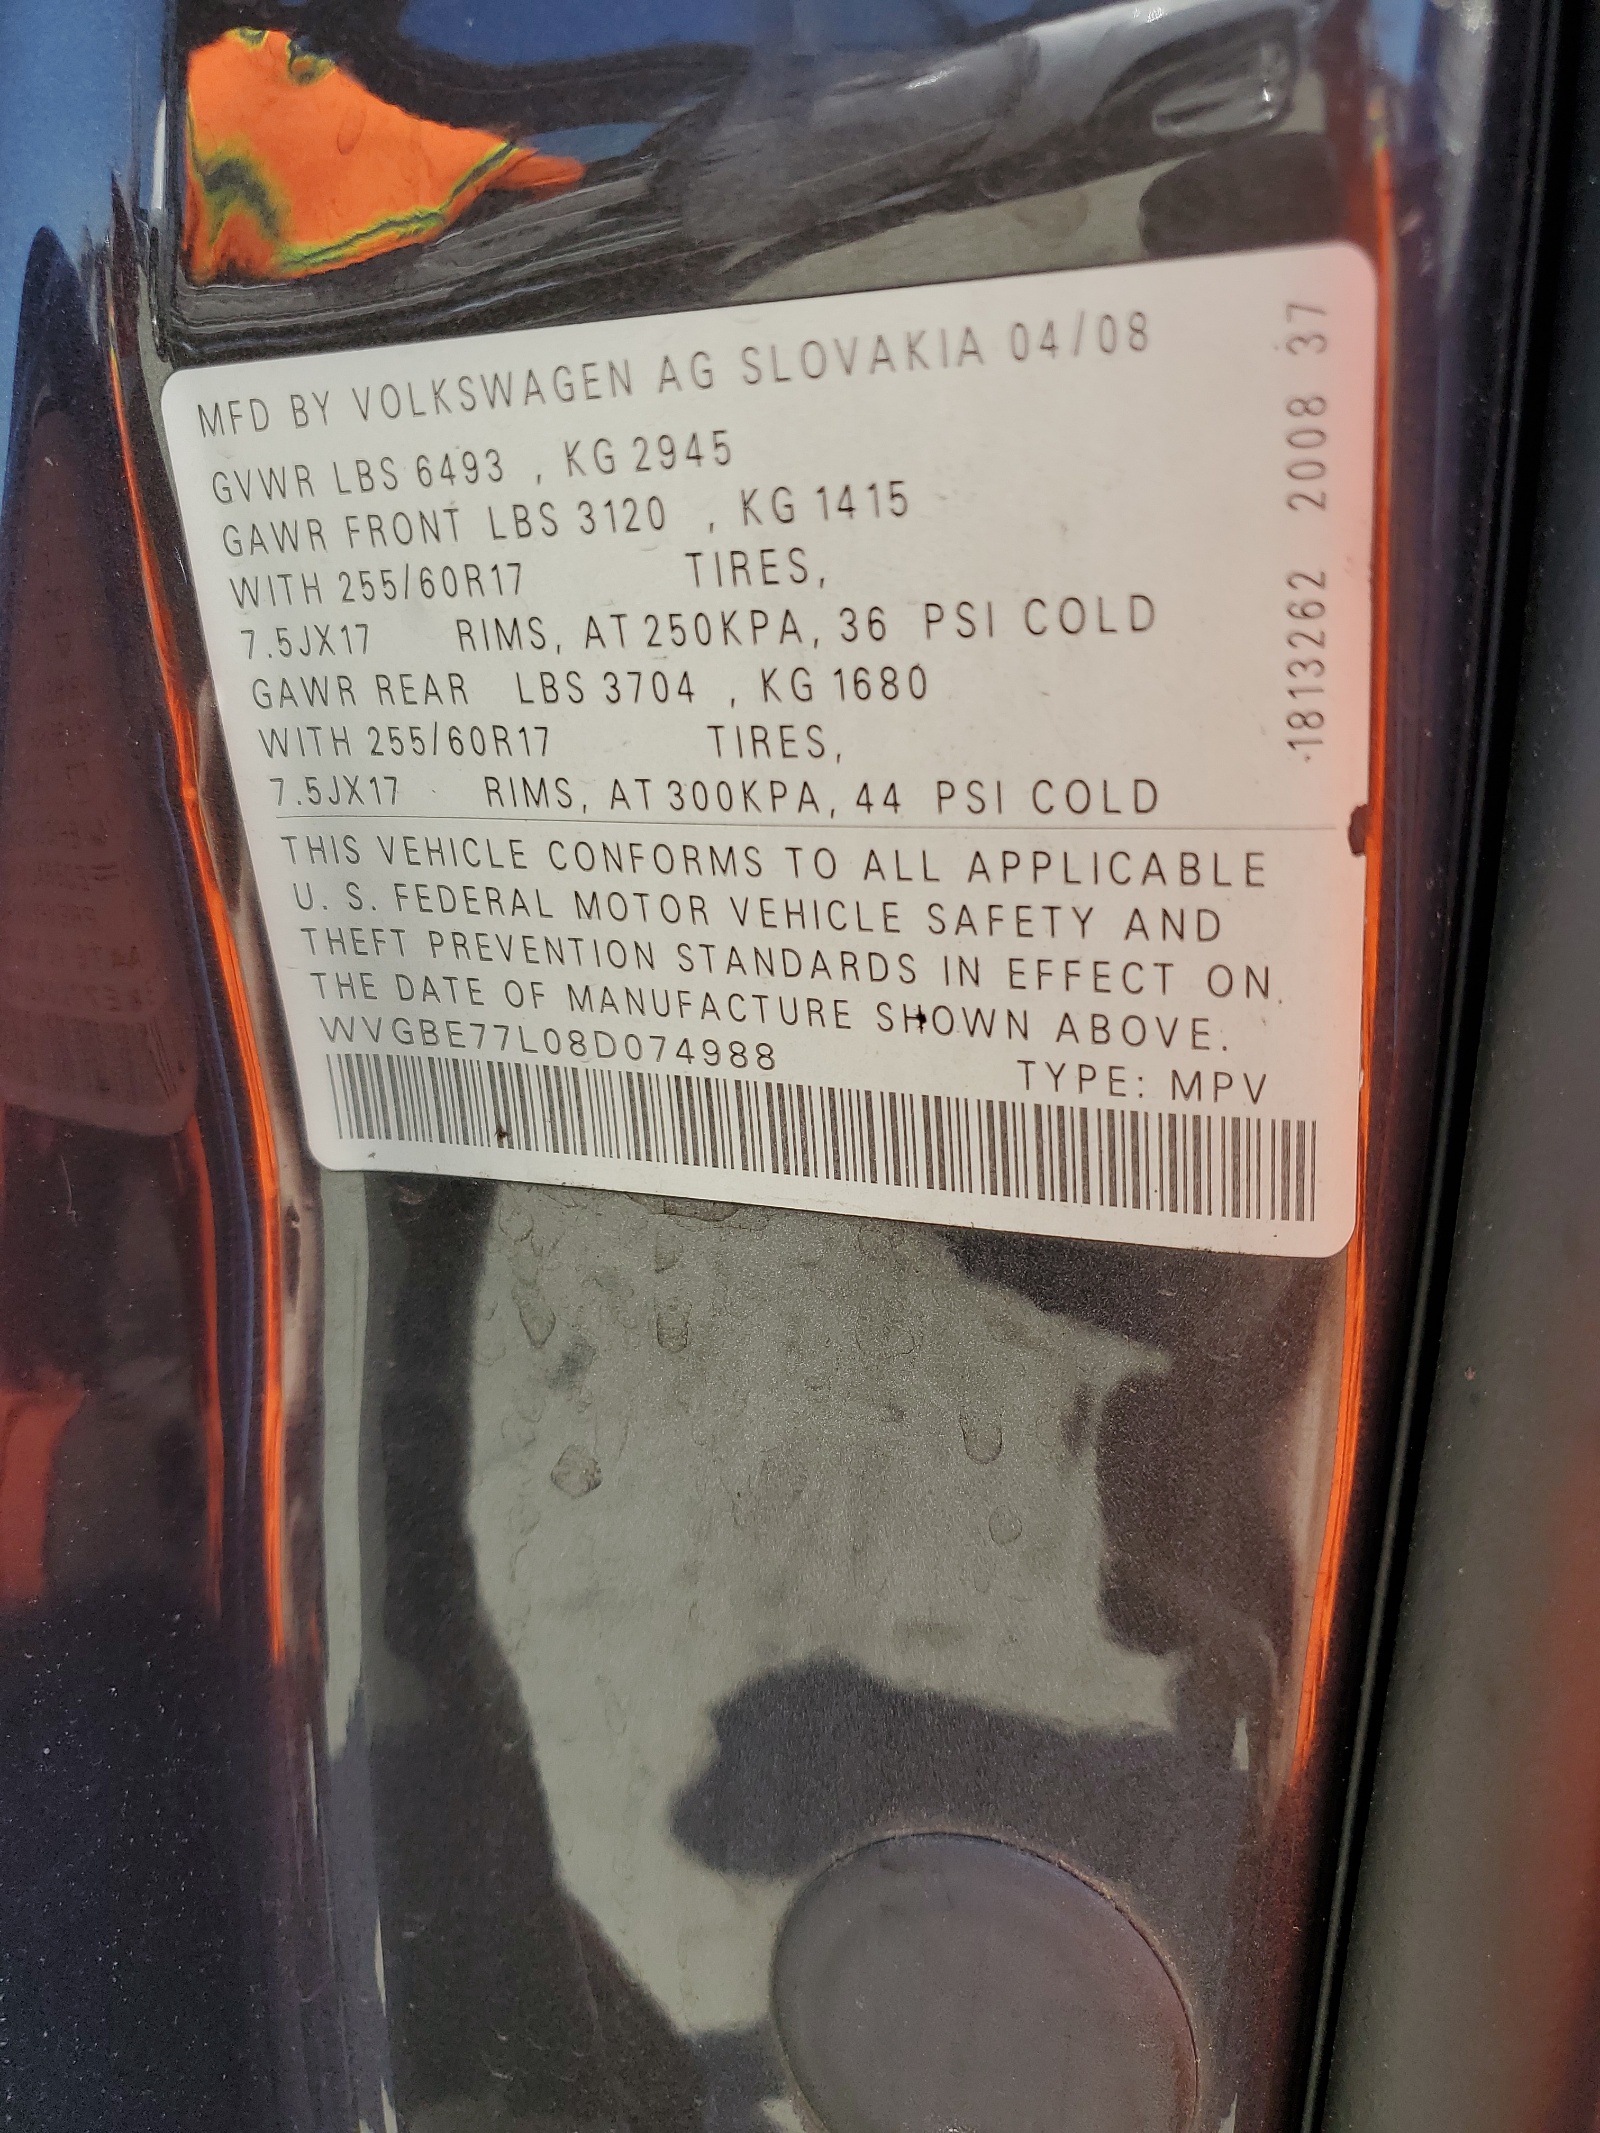 MFD BY VOLKSWAGEN AG SLOVAKIA 04/08
GVWR LBS 6493 , KG 2945
GAWR FRONT LBS 3120 , KG 1415
WITH 255/60R17 TIRES,
7.5JX17 RIMS, AT 250KPA, 36 PSI COLD
GAWR REAR LBS 3704 , KG 1680
WITH 255/60R17 TIRES,
7.5JX17 RIMS, AT 300KPA, 44 PSI COLD
THIS VEHICLE CONFORMS TO ALL APPLICABLE
U. S. FEDERAL MOTOR VEHICLE SAFETY AND
THEFT PREVENTION STANDARDS IN EFFECT ON
THE DATE OF MANUFACTURE SHOWN ABOVE.
WVGBE77L08D074988 TYPE: MPV
1813262 2008 37